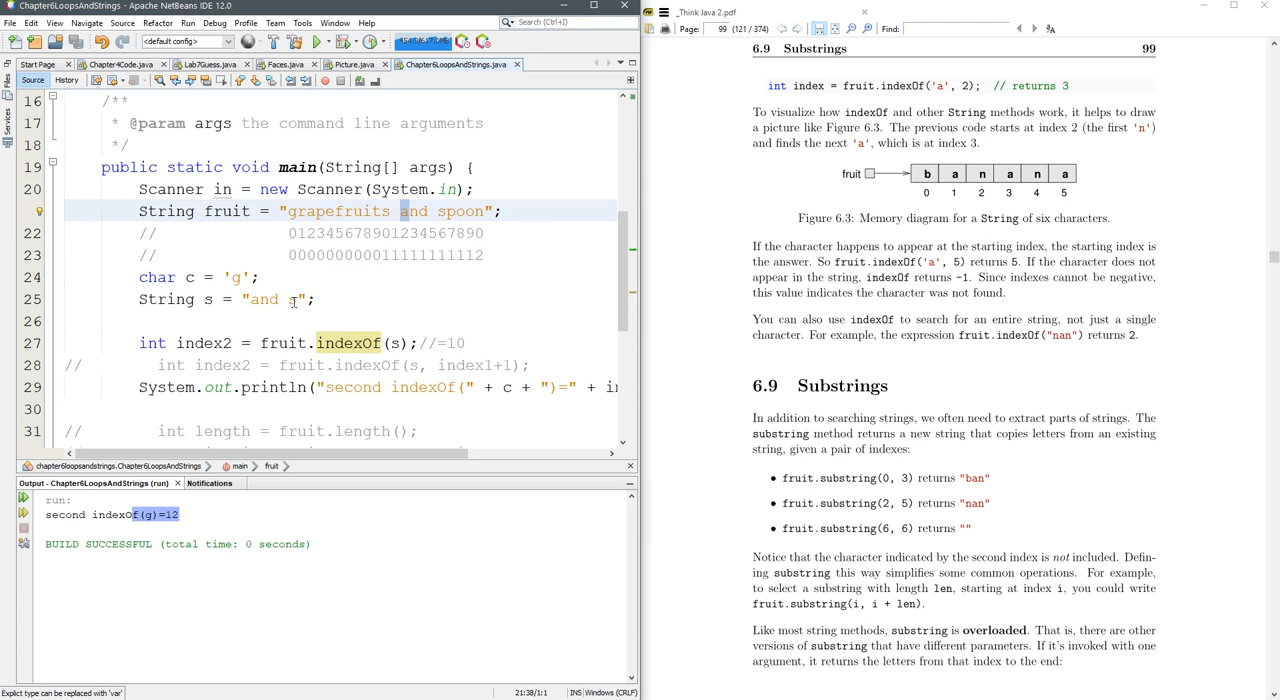 Chapter6LoopsAndStrings - Apache NetBeans IDE 12.0
File Edit View Navigate Source Refactor Run Debug Profile Team Tools Window Help
Search (Ctrl+I)
<default config>
Start Page Chapter4Code.java Lab7Guess.java Faces.java Picture.java Chapter6LoopsAndStrings.java
Source History
Files
Services
16 /**
17 * @param args the command line arguments
18 */
19 public static void main(String[] args) {
20 Scanner in = new Scanner(System.in);
String fruit = "grapefruits and spoon";
22 // 012345678901234567890
23 // 000000000011111111112
24 char c = 'g';
25 String s = "and s";
26
27 int index2 = fruit.indexOf(s);//=10
28 // int index2 = fruit.indexOf(s, index1+1);
29 System.out.println("second indexOf(" + c + ")=" + in
30
31 // int length = fruit.length();
chapter6loopsandstrings.Chapter6LoopsAndStrings main fruit
Output - Chapter6LoopsAndStrings (run) Notifications
run:
second indexOf(g)=12
BUILD SUCCESSFUL (total time: 0 seconds)
Explict type can be replaced with 'var'
21:38/1:1 INS Windows (CRLF)
_Think Java 2.pdf
Page: 99 (121 / 374) Find:
6.9 Substrings 99
int index = fruit.indexOf('a', 2); // returns 3
To visualize how indexOf and other String methods work, it helps to draw
a picture like Figure 6.3. The previous code starts at index 2 (the first 'n')
and finds the next 'a', which is at index 3.
fruit b a n a n a
0 1 2 3 4 5
Figure 6.3: Memory diagram for a String of six characters.
If the character happens to appear at the starting index, the starting index is
the answer. So fruit.indexOf('a', 5) returns 5. If the character does not
appear in the string, indexOf returns -1. Since indexes cannot be negative,
this value indicates the character was not found.
You can also use indexOf to search for an entire string, not just a single
character. For example, the expression fruit.indexOf("nan") returns 2.
6.9 Substrings
In addition to searching strings, we often need to extract parts of strings. The
substring method returns a new string that copies letters from an existing
string, given a pair of indexes:
• fruit.substring(0, 3) returns "ban"
• fruit.substring(2, 5) returns "nan"
• fruit.substring(6, 6) returns ""
Notice that the character indicated by the second index is not included. Defin-
ing substring this way simplifies some common operations. For example,
to select a substring with length len, starting at index i, you could write
fruit.substring(i, i + len).
Like most string methods, substring is overloaded. That is, there are other
versions of substring that have different parameters. If it's invoked with one
argument, it returns the letters from that index to the end: